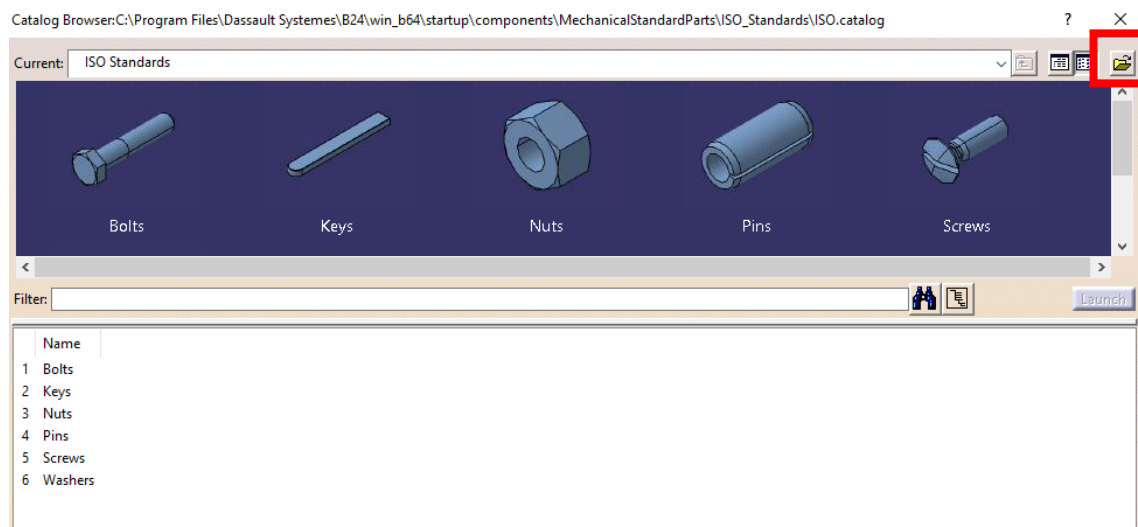 Catalog Browser:C:\Program Files\Dassault Systemes\B24\win_b64\startup\components\MechanicalStandardParts\ISO_Standards\ISO.catalog ?
Current: ISO Standards
Bolts Keys Nuts Pins Screws
Filter: Launch
Name
1 Bolts
2 Keys
3 Nuts
4 Pins
5 Screws
6 Washers